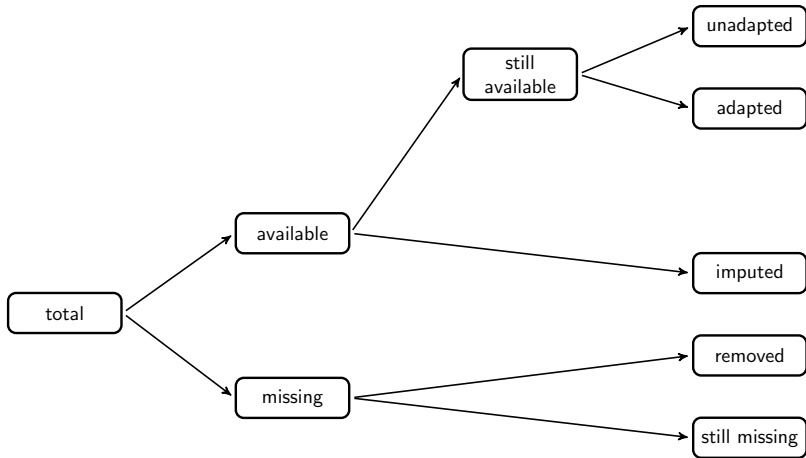 unadapted
still
available
adapted
available
imputed
total
removed
missing
still missing